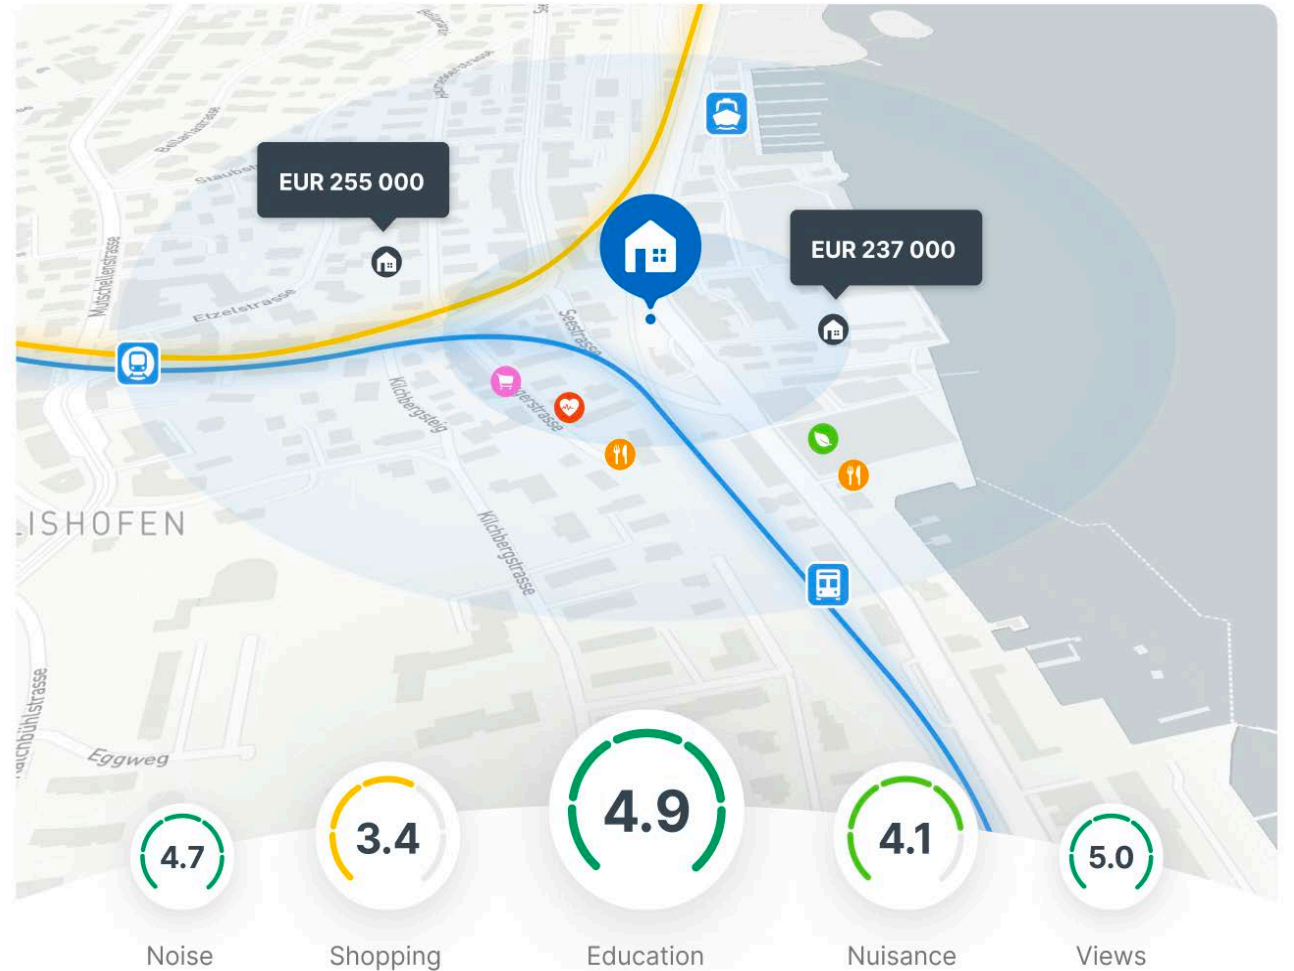 EUR 255 000
EUR 237 000
Bellariastrasse
Mutschellenstrasse
Etzelstrasse
Seestrasse
Kilchbergsteig
LISHOFEN
Kilchbergstrasse
Eggweg
4.7
3.4
4.9
4.1
5.0
Noise
Shopping
Education
Nuisance
Views